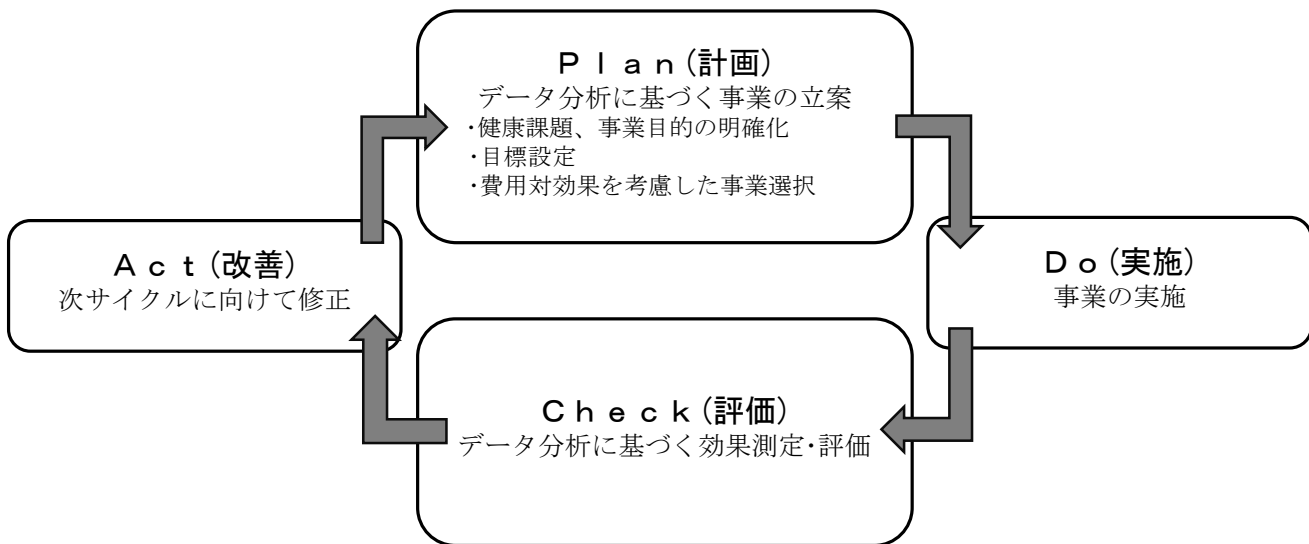 Ｐｌａｎ(計画)
データ分析に基づく事業の立案
･健康課題、事業目的の明確化
･目標設定
･費用対効果を考慮した事業選択
Ａｃｔ(改善)
次サイクルに向けて修正
Ｄｏ(実施)
事業の実施
Ｃｈｅｃｋ(評価)
データ分析に基づく効果測定･評価